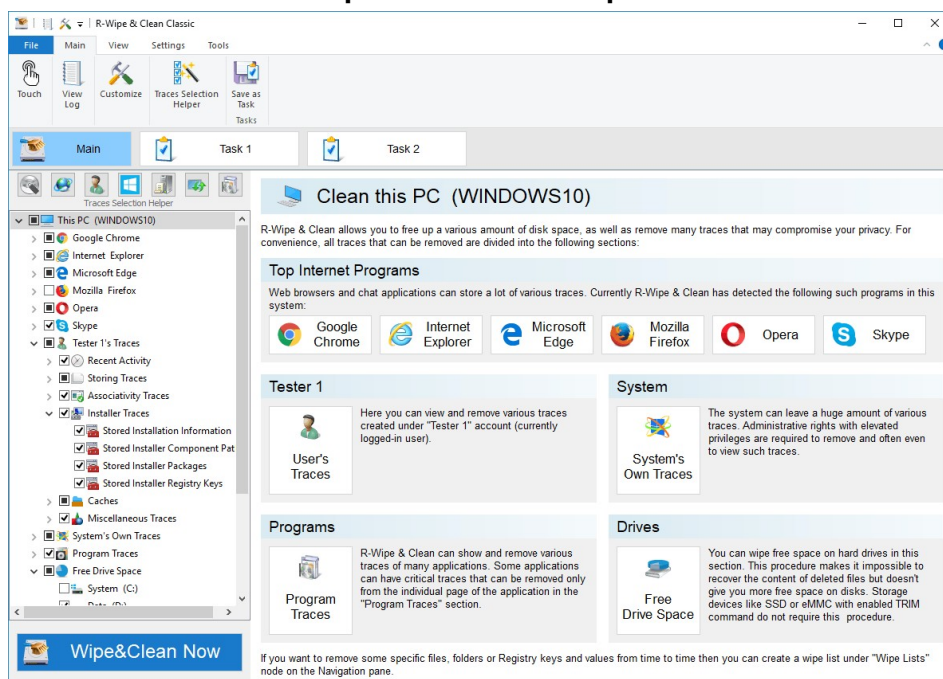 R-Wipe & Clean Classic
File Main View Settings Tools
Touch
View Log
Customize
Traces Selection Helper
Save as Task
Tasks
Main
Task 1
Task 2
Traces Selection Helper
This PC (WINDOWS10)
Google Chrome
Internet Explorer
Microsoft Edge
Mozilla Firefox
Opera
Skype
Tester 1's Traces
Recent Activity
Storing Traces
Associativity Traces
Installer Traces
Stored Installation Information
Stored Installer Component Pat
Stored Installer Packages
Stored Installer Registry Keys
Caches
Miscellaneous Traces
System's Own Traces
Program Traces
Free Drive Space
System (C:)
Wipe&Clean Now
Clean this PC (WINDOWS10)
R-Wipe & Clean allows you to free up a various amount of disk space, as well as remove many traces that may compromise your privacy. For
convenience, all traces that can be removed are divided into the following
sections:
Top Internet Programs
Web browsers and chat applications can store a lot of various traces. Currently R-Wipe & Clean has detected the following such programs in this
system:
Google Chrome
Internet Explorer
Microsoft Edge
Mozilla Firefox
Opera
Skype
Tester 1
User's Traces
Here you can view and remove various traces
created under "Tester 1" account (currently
logged-in user).
System
System's Own Traces
The system can leave a huge amount of various
traces. Administrative rights with elevated
privileges are required to remove and often even
to view such traces.
Programs
Program Traces
R-Wipe & Clean can show and remove various
traces of many applications. Some applications
can have critical traces that can be removed only
from the individual page of the application in the
"Program Traces" section.
Drives
Free Drive Space
You can wipe free space on hard drives in this
section. This procedure makes it impossible to
recover the content of deleted files but doesn't
give you more free space on disks. Storage
devices like SSD or eMMC with enabled TRIM
command do not require this procedure.
If you want to remove some specific files, folders or Registry keys and values from time to time then you can create a wipe list under "Wipe Lists"
node on the Navigation pane.